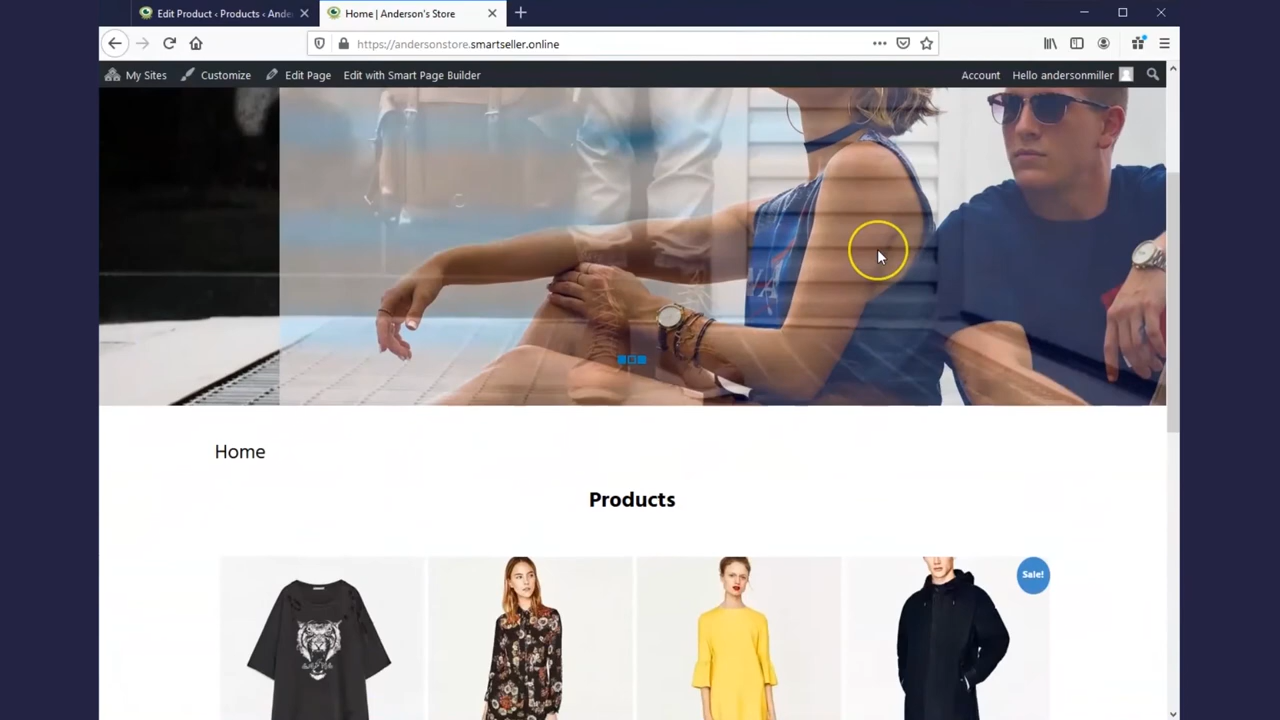 Edit Product ‹ Products ‹ Ande
Home | Anderson's Store
https://andersonstore.smartseller.online
My Sites
Customize
Edit Page
Edit with Smart Page Builder
Account
Hello andersonmiller
Home
Products
Sale!